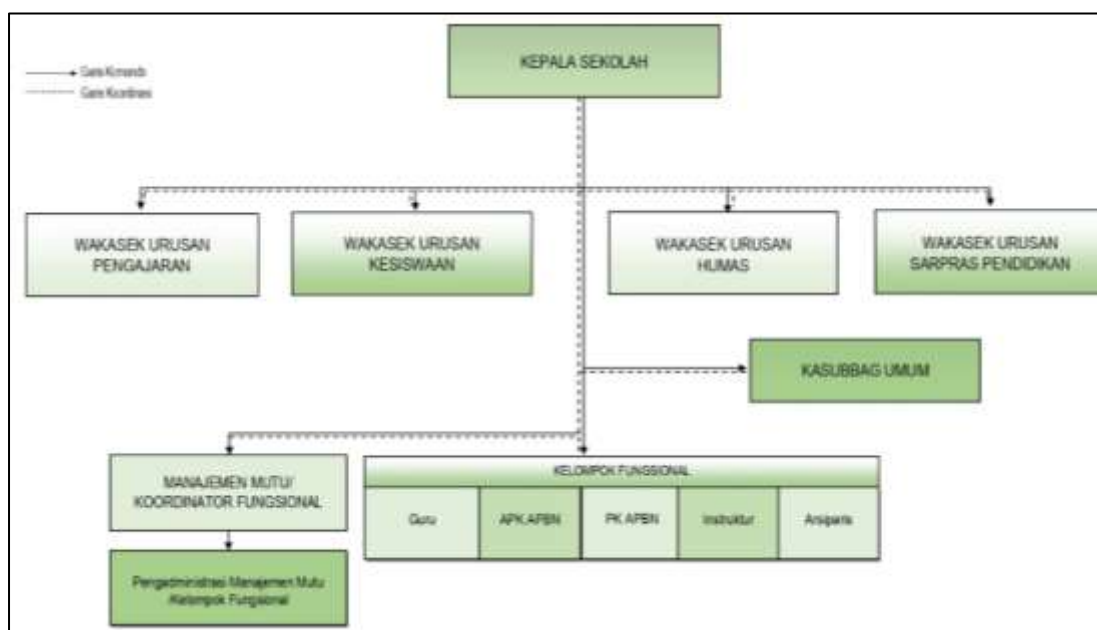 KEPALA SEKOLAH
Garis Komando
Garis Koordinasi
WAKASEK URUSAN
PENGAJARAN
WAKASEK URUSAN
KESISWAAN
WAKASEK URUSAN
HUMAS
WAKASEK URUSAN
SARPRAS PENDIDIKAN
KASUBBAG UMUM
MANAJEMEN MUTU/
KOORDINATOR FUNGSIONAL
KELOMPOK FUNGSIONAL
Guru
APK APBN
PK APBN
Instruktur
Arsiparis
Pengadministrasi Manajemen Mutu
/Kelompok Fungsional